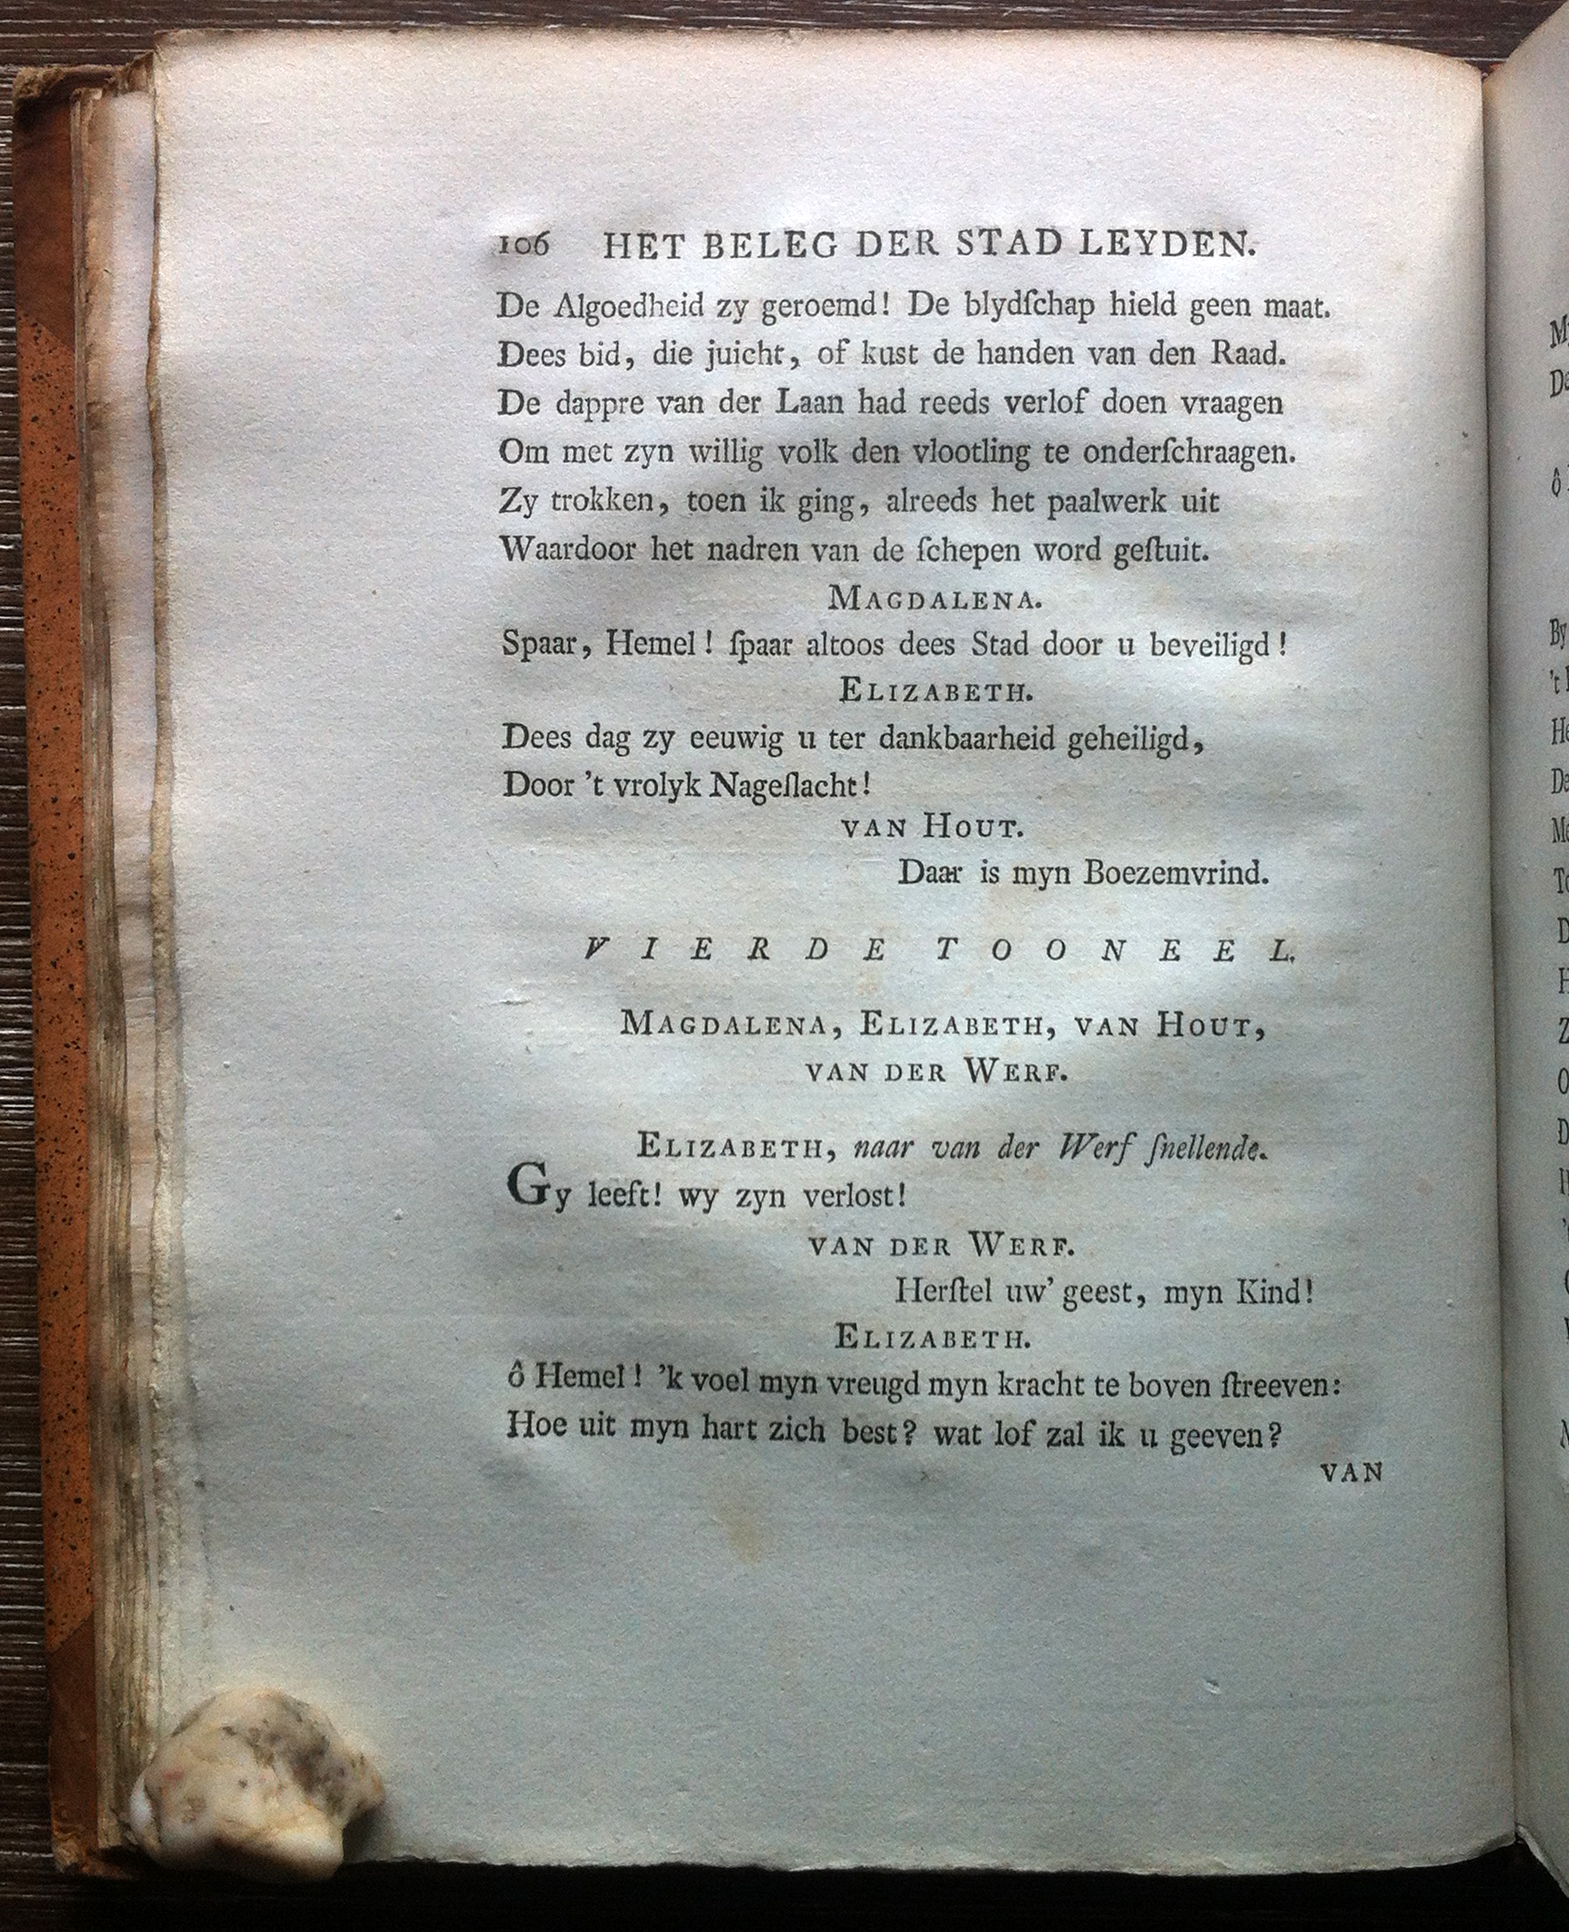 106 HET BELEG DER STAD LEYDEN.
De Algoedheid zy geroemd! De blydſchap hield geen maat.
Dees bid, die juicht, of kust de handen van den Raad.
De dappre van der Laan had reeds verlof doen vraagen
Om met zyn willig volk den vlootling te onderſchraagen.
Zy trokken, toen ik ging, alreeds het paalwerk uit
Waardoor het nadren van de ſchepen word geſtuit.
MAGDALENA.
Spaar, Hemel! ſpaar altoos dees Stad door u beveiligd!
ELIZABETH.
Dees dag zy eeuwig u ter dankbaarheid geheiligd,
Door 't vrolyk Nageſlacht!
VAN HOUT.
Daar is myn Boezemvrind.
VIERDE TOONEEL.
MAGDALENA, ELIZABETH, VAN HOUT,
VAN DER WERF.
ELIZABETH, naar van der Werf ſnellende.
Gy leeft! wy zyn verlost!
VAN DER WERF.
Herſtel uw' geest, myn Kind!
ELIZABETH.
ô Hemel! 'k voel myn vreugd myn kracht te boven ſtreeven:
Hoe uit myn hart zich best? wat lof zal ik u geeven?
VAN